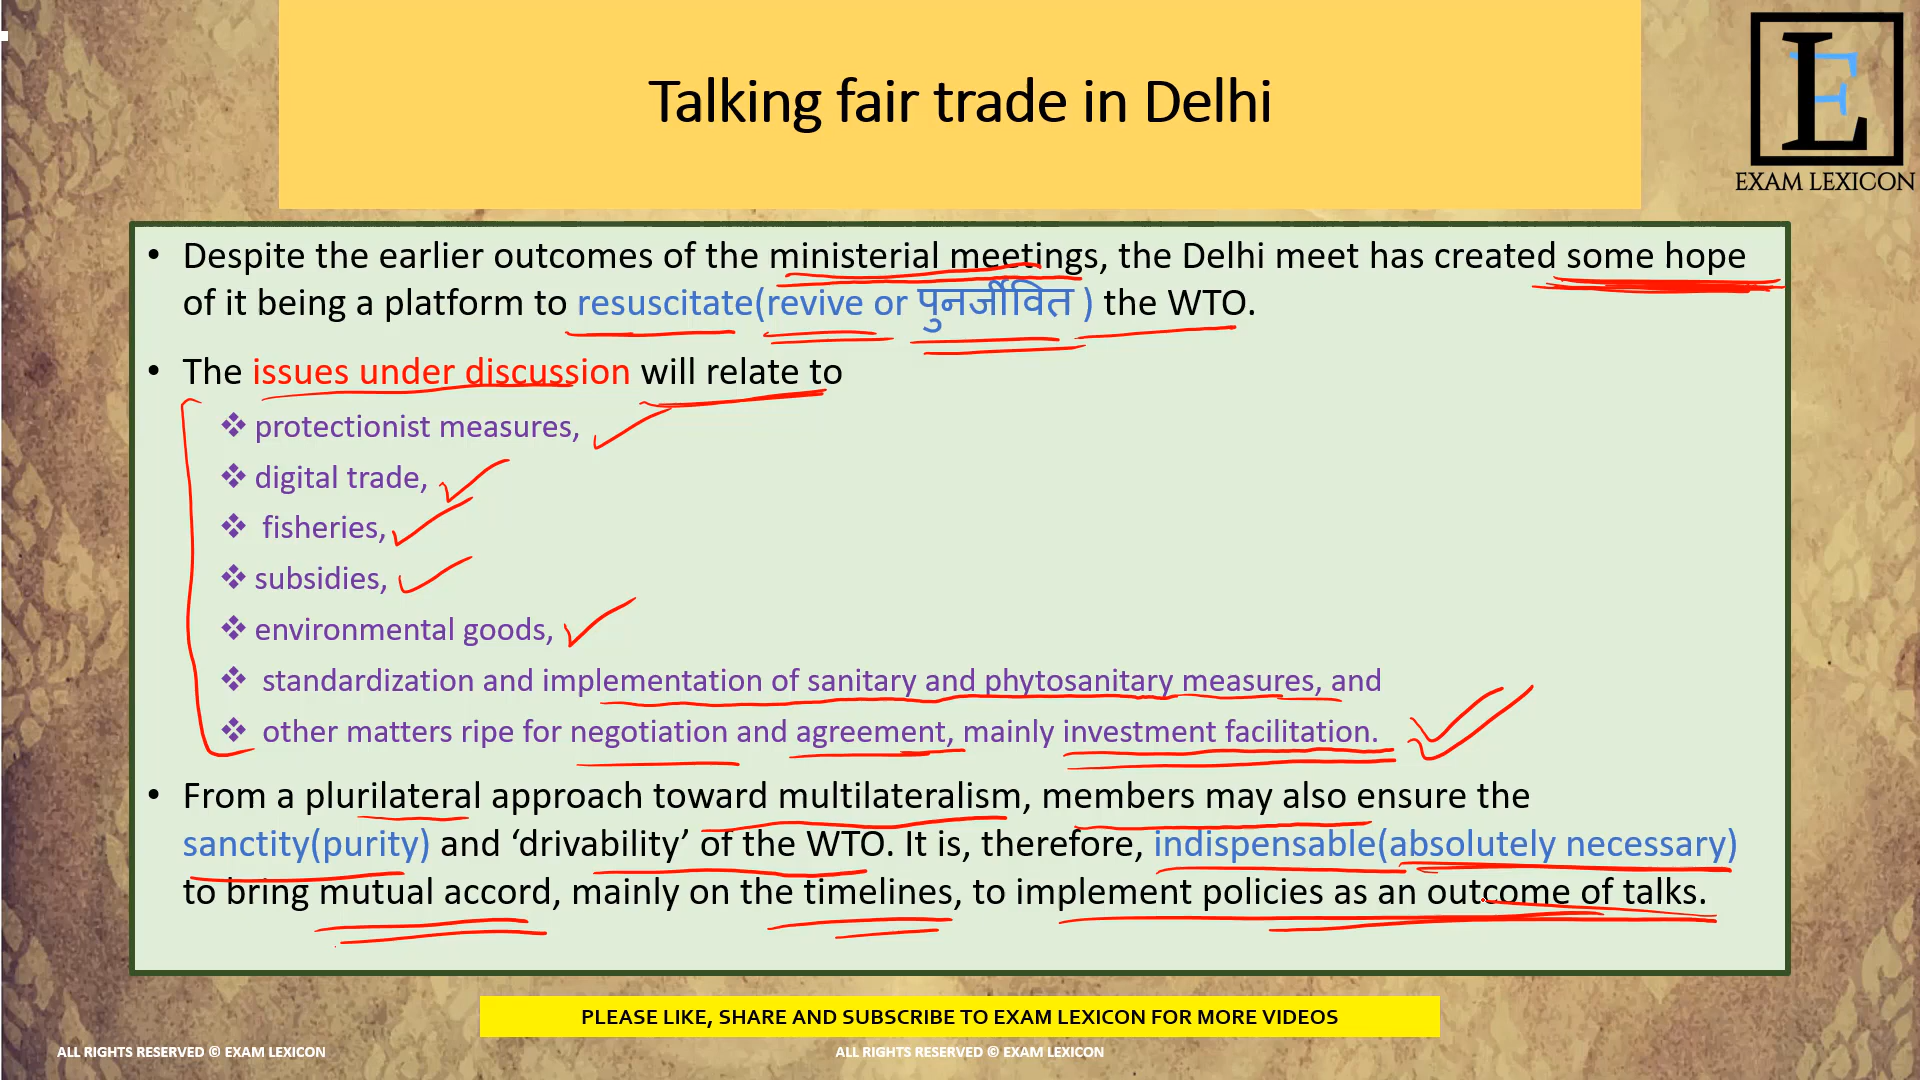 Talking fair trade in Delhi
LE
EXAM LEXICON
• Despite the earlier outcomes of the ministerial meetings, the Delhi meet has created some hope
of it being a platform to resuscitate(revive or पुनर्जीवित ) the WTO.
• The issues under discussion will relate to
❖ protectionist measures,
❖ digital trade,
❖ fisheries,
❖ subsidies,
❖ environmental goods,
❖ standardization and implementation of sanitary and phytosanitary measures, and
❖ other matters ripe for negotiation and agreement, mainly investment facilitation.
• From a plurilateral approach toward multilateralism, members may also ensure the
sanctity(purity) and ‘drivability’ of the WTO. It is, therefore, indispensable(absolutely necessary)
to bring mutual accord, mainly on the timelines, to implement policies as an outcome of talks.
PLEASE LIKE, SHARE AND SUBSCRIBE TO EXAM LEXICON FOR MORE VIDEOS
ALL RIGHTS RESERVED © EXAM LEXICON
ALL RIGHTS RESERVED © EXAM LEXICON